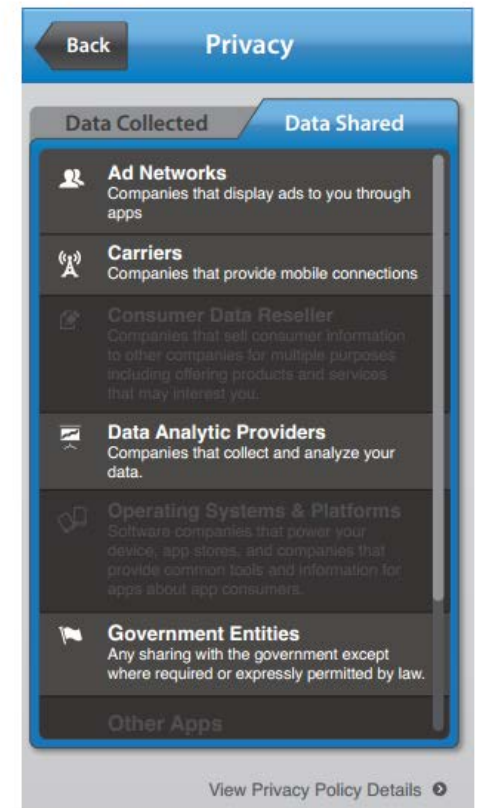 Back
Privacy
Data Collected
Data Shared
Ad Networks
Companies that display ads to you through
apps
Carriers
Companies that provide mobile connections
Consumer Data Reseller
Companies that sell consumer information
to other companies for multiple purposes
including offering products and services
that may interest you.
Data Analytic Providers
Companies that collect and analyze your
data.
Operating Systems & Platforms
Software companies that power your
device, app stores, and companies that
provide common tools and information for
apps about app consumers.
Government Entities
Any sharing with the government except
where required or expressly permitted by law.
Other Apps
View Privacy Policy Details